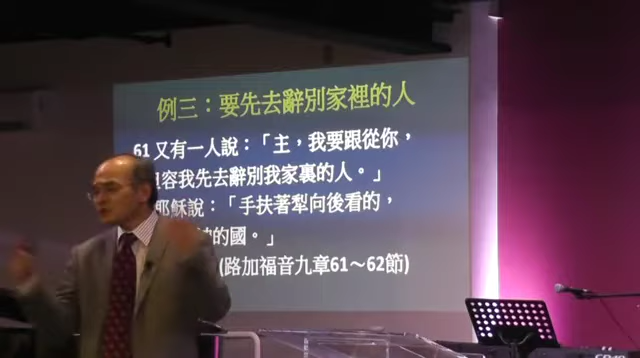 例三：要先去辭別家裡的人
61 又有一人說：「主，我要跟從你，
容我先去辭別我家裏的人。」
耶穌說：「手扶著犁向後看的，
的國。」
(路加福音九章61～62節)